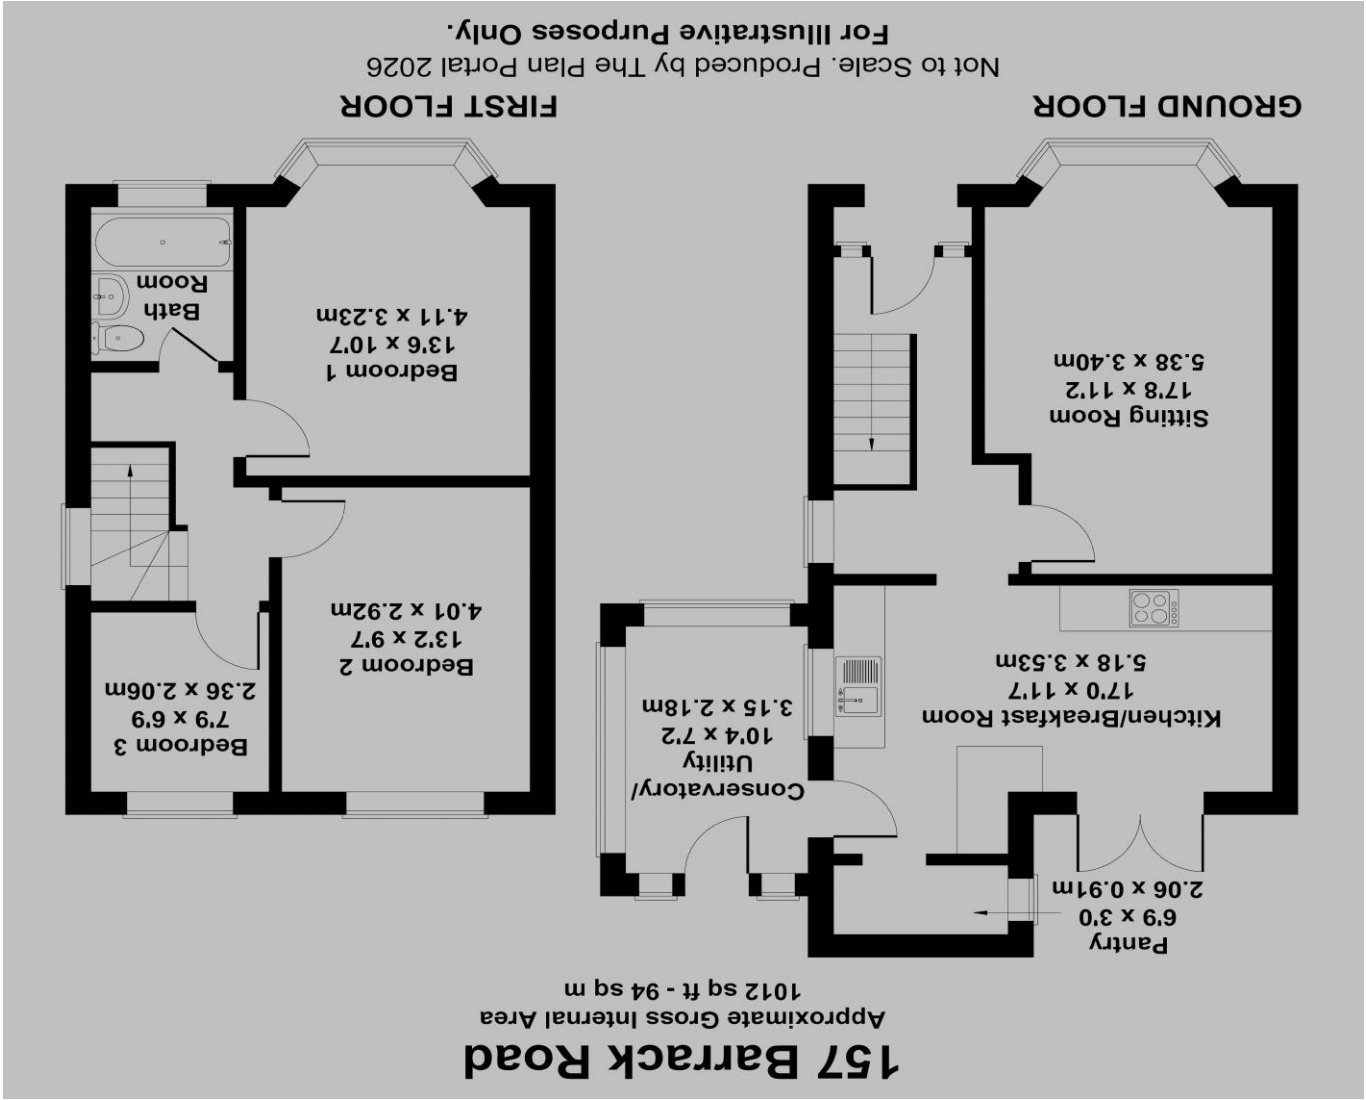 157 Barrack Road
Approximate Gross Internal Area
1012 sq ft - 94 sq m
Pantry
6'9 x 3'0
2.06 x 0.91m
Conservatory/
Utility
10'4 x 7'2
3.15 x 2.18m
Kitchen/Breakfast Room
17'0 x 11'7
5.18 x 3.53m
Sitting Room
17'8 x 11'2
5.38 x 3.40m
GROUND FLOOR
Bedroom 3
7'9 x 6'9
2.36 x 2.06m
Bedroom 2
13'2 x 9'7
4.01 x 2.92m
Bedroom 1
13'6 x 10'7
4.11 x 3.23m
Bath
Room
FIRST FLOOR
Not to Scale. Produced by The Plan Portal 2026
For Illustrative Purposes Only.